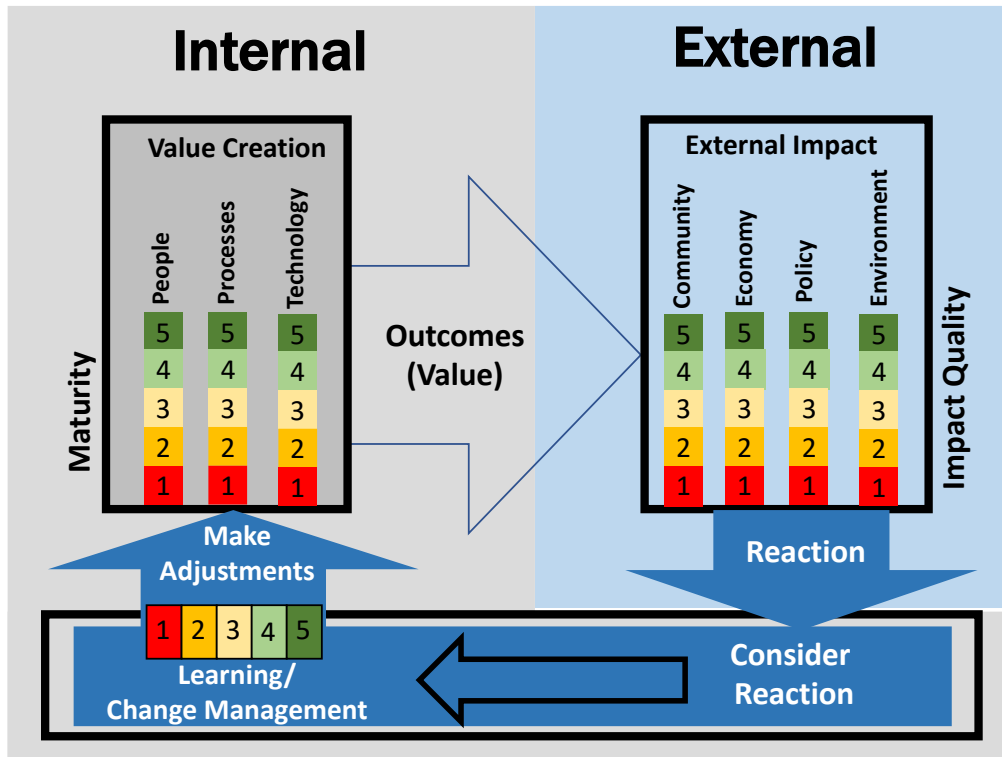 Internal
External
Value Creation
People
Processes
Technology
5 5 5
4 4 4
3 3 3
2 2 2
1 1 1
Maturity
Outcomes
(Value)
External Impact
Community
Economy
Policy
Environment
5 5 5 5
4 4 4 4
3 3 3 3
2 2 2 2
1 1 1 1
Impact Quality
Make
Adjustments
Reaction
1 2 3 4 5
Learning/
Change Management
Consider
Reaction